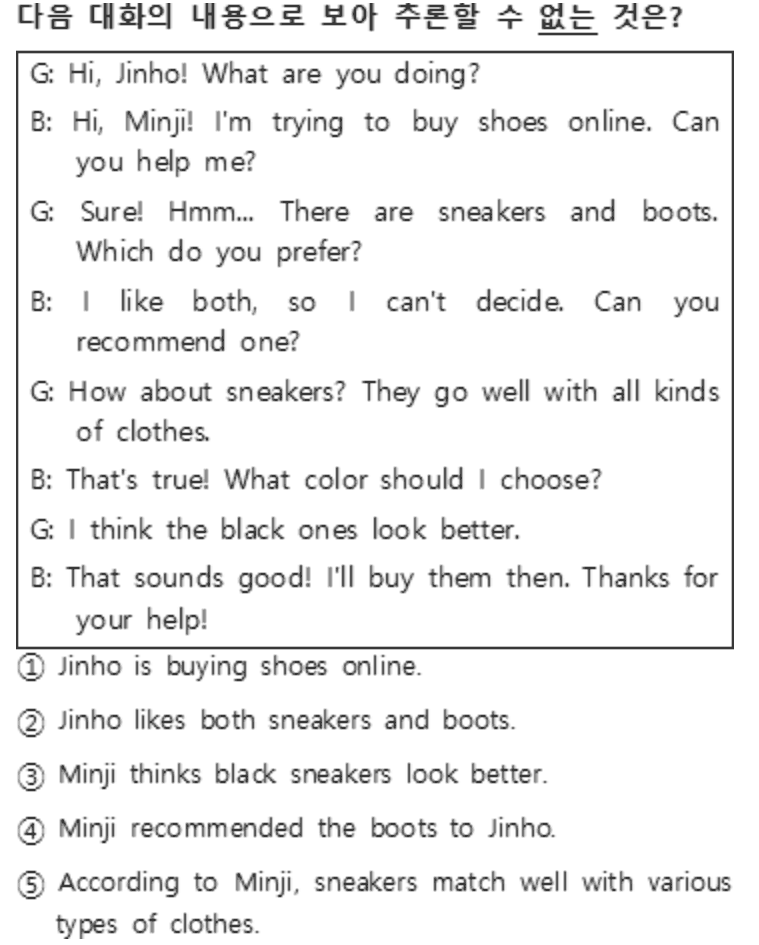 다음 대화의 내용으로 보아 추론할 수 없는 것은?
G: Hi, Jinho! What are you doing?
B: Hi, Minji! I'm trying to buy shoes online. Can
you help me?
G: Sure! Hmm... There are sneakers and boots.
Which do you prefer?
B: I like both, so I can't decide. Can you
recommend one?
G: How about sneakers? They go well with all kinds
of clothes.
B: That's true! What color should I choose?
G: I think the black ones look better.
B: That sounds good! I'll buy them then. Thanks for
your help!
① Jinho is buying shoes online.
② Jinho likes both sneakers and boots.
③ Minji thinks black sneakers look better.
④ Minji recommended the boots to Jinho.
⑤ According to Minji, sneakers match well with various
types of clothes.